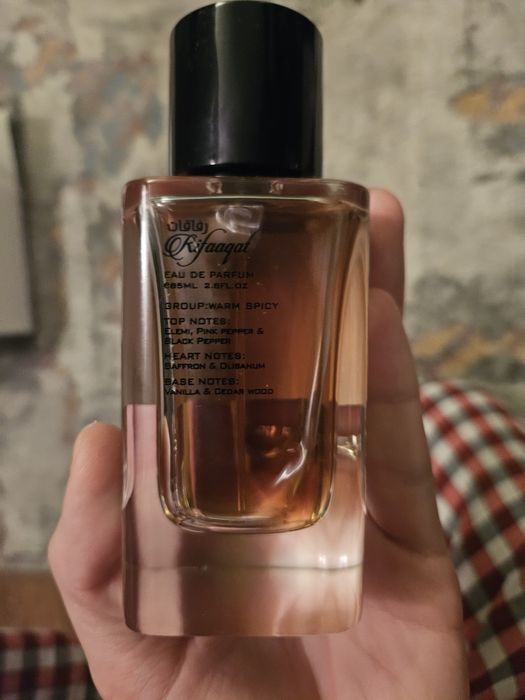 رفاقات
Rifaaqat
EAU DE PARFUM
℮85ML 2.8FL.OZ
GROUP:WARM SPICY
TOP NOTES:
ELEMI, PINK PEPPER &
BLACK PEPPER
HEART NOTES:
SAFFRON & OLIBANUM
BASE NOTES:
VANILLA & CEDAR WOOD